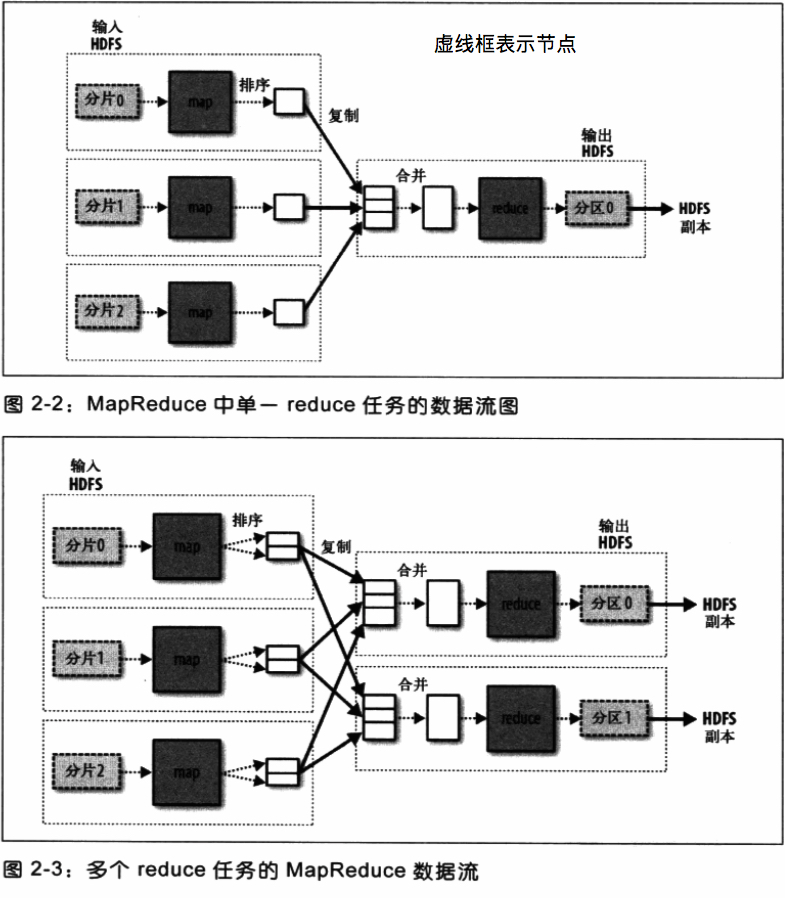 输入
HDFS
虚线框表示节点
分片0
map
排序
复制
输出
HDFS
分片1
map
合并
reduce
分区0
HDFS
副本
分片2
map
图 2-2：MapReduce 中单一 reduce 任务的数据流图
输入
HDFS
分片0
map
排序
复制
输出
HDFS
合并
reduce
分区0
HDFS
副本
分片1
map
合并
reduce
分区1
HDFS
副本
分片2
map
图 2-3：多个 reduce 任务的 MapReduce 数据流